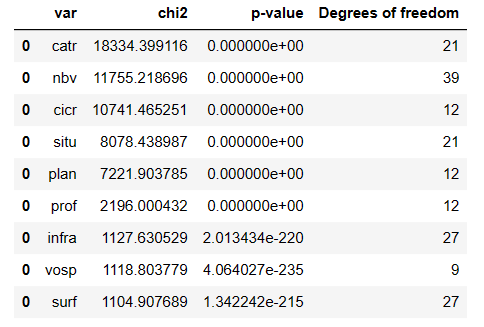 var chi2 p-value Degrees of freedom
0 catr 18334.399116 0.000000e+00 21
0 nbv 11755.218696 0.000000e+00 39
0 cicr 10741.465251 0.000000e+00 12
0 situ 8078.438987 0.000000e+00 21
0 plan 7221.903785 0.000000e+00 12
0 prof 2196.000432 0.000000e+00 12
0 infra 1127.630529 2.013434e-220 27
0 vosp 1118.803779 4.064027e-235 9
0 surf 1104.907689 1.342242e-215 27